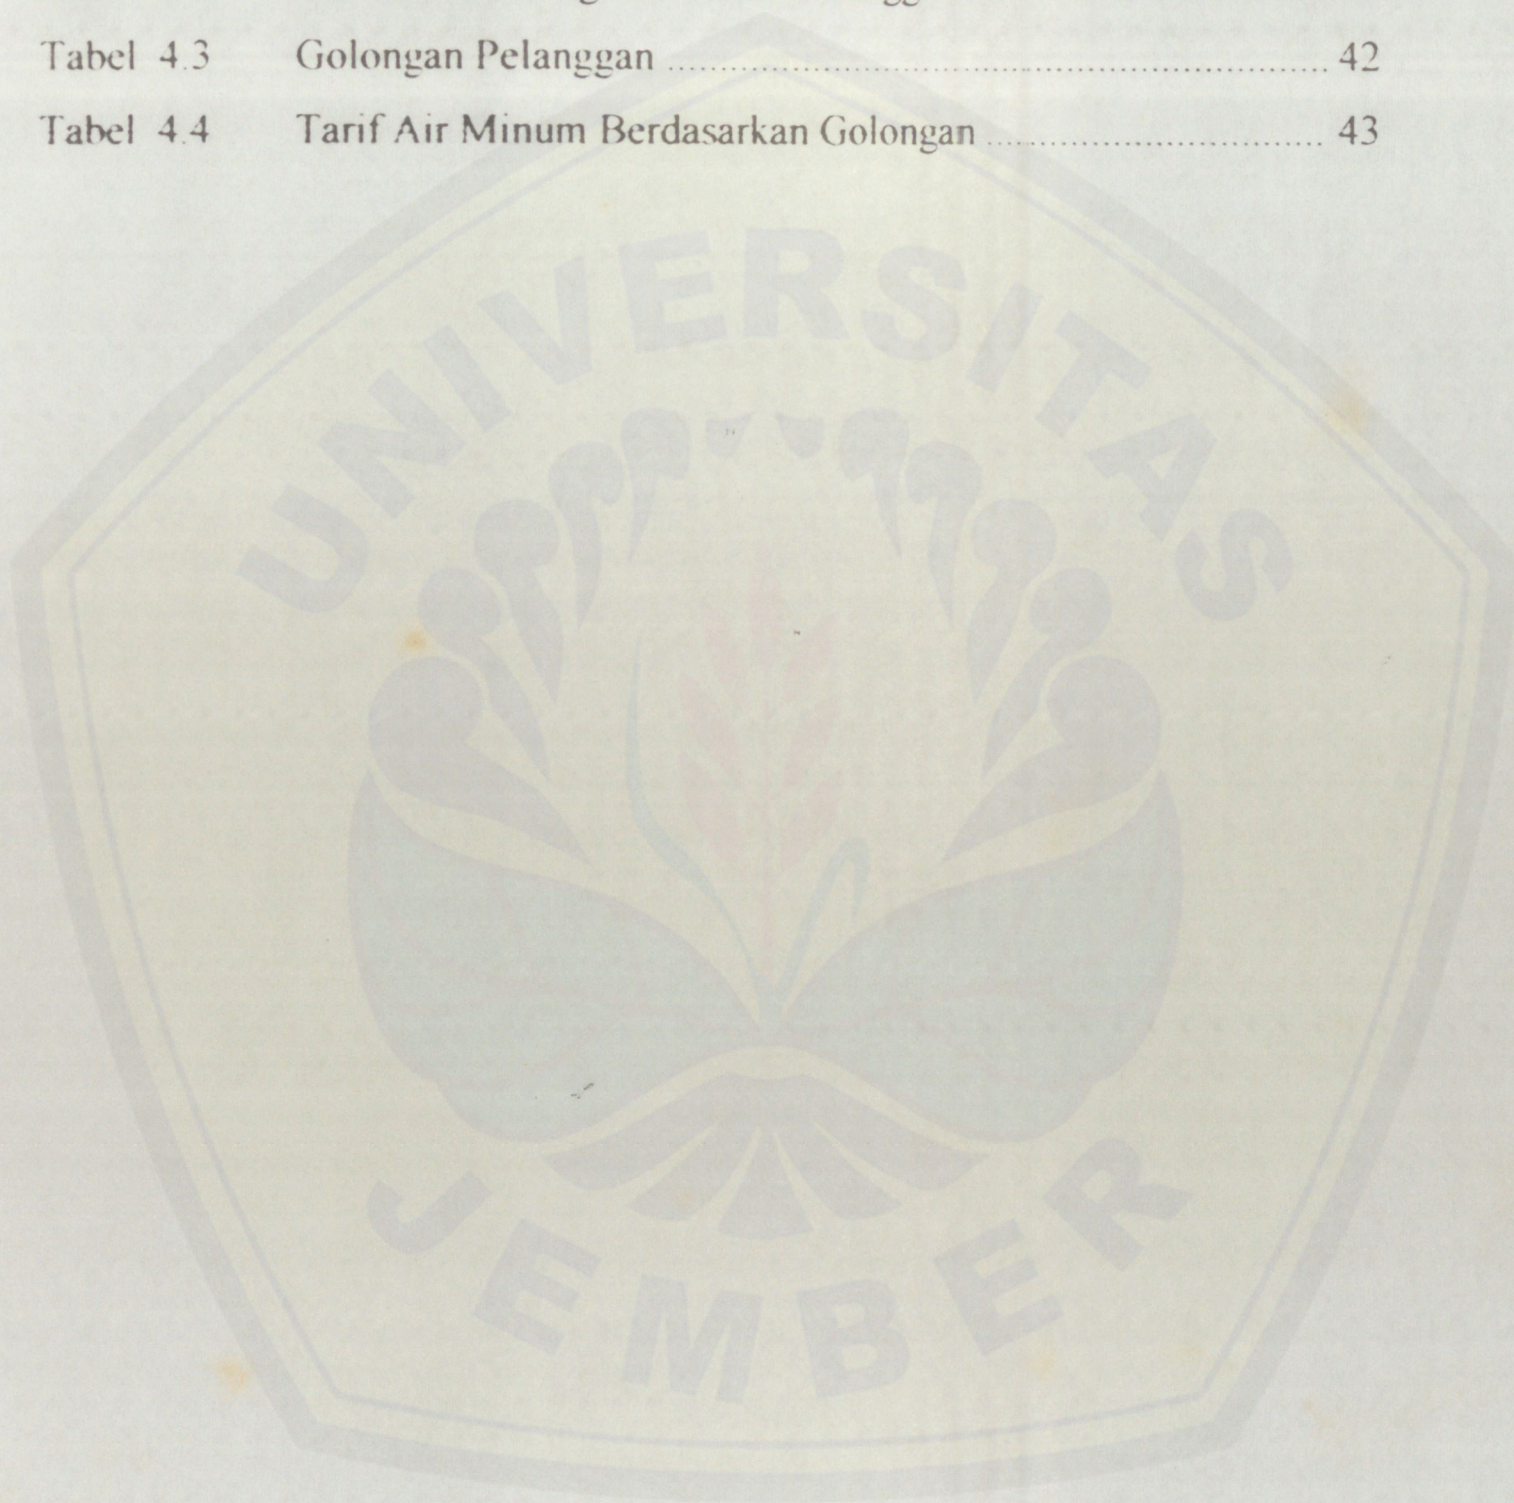 Tabel 4.3 Golongan Pelanggan ........................................ 42
Tabel 4.4 Tarif Air Minum Berdasarkan Golongan .................... 43
UNIVERSITAS
JEMBER